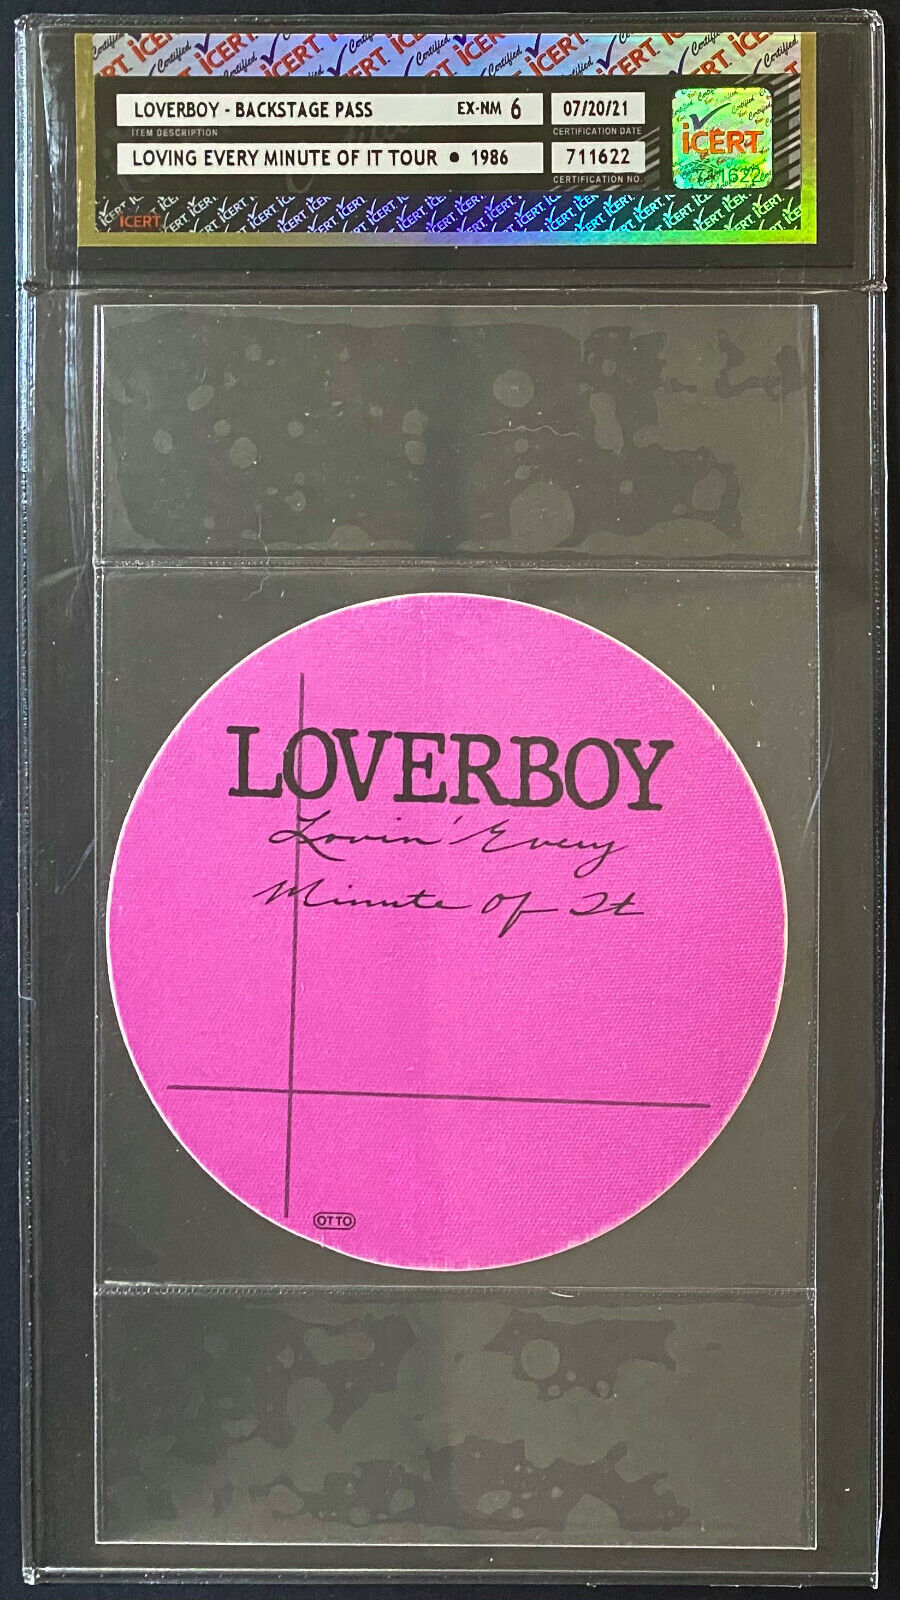 LOVERBOY - BACKSTAGE PASS EX-NM 6 07/20/21
ITEM DESCRIPTION CERTIFICATION DATE
LOVING EVERY MINUTE OF IT TOUR • 1986 711622
CERTIFICATION NO.
iCERT
iCERT
LOVERBOY
Lovin' Every
Minute of It
OTTO